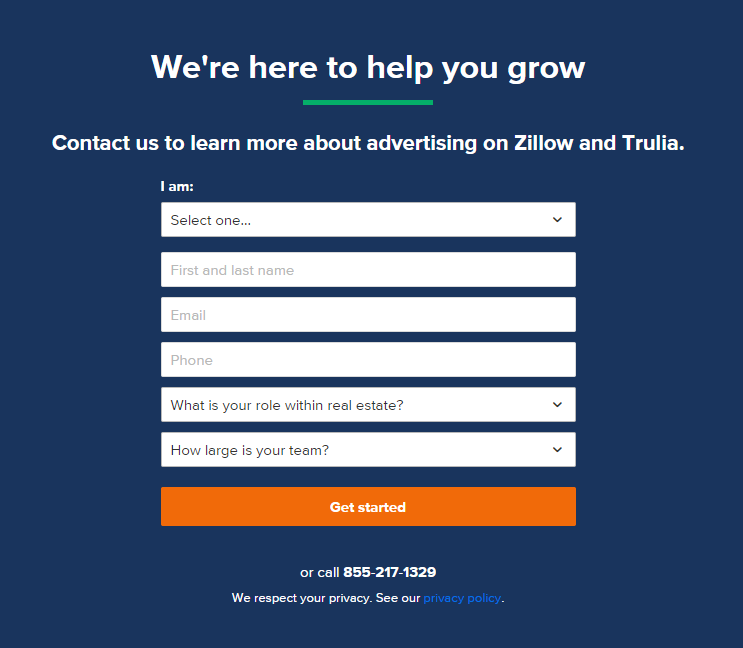 We're here to help you grow
Contact us to learn more about advertising on Zillow and Trulia.
I am:
Select one...
First and last name
Email
Phone
What is your role within real estate?
How large is your team?
Get started
or call 855-217-1329
We respect your privacy. See our privacy policy.